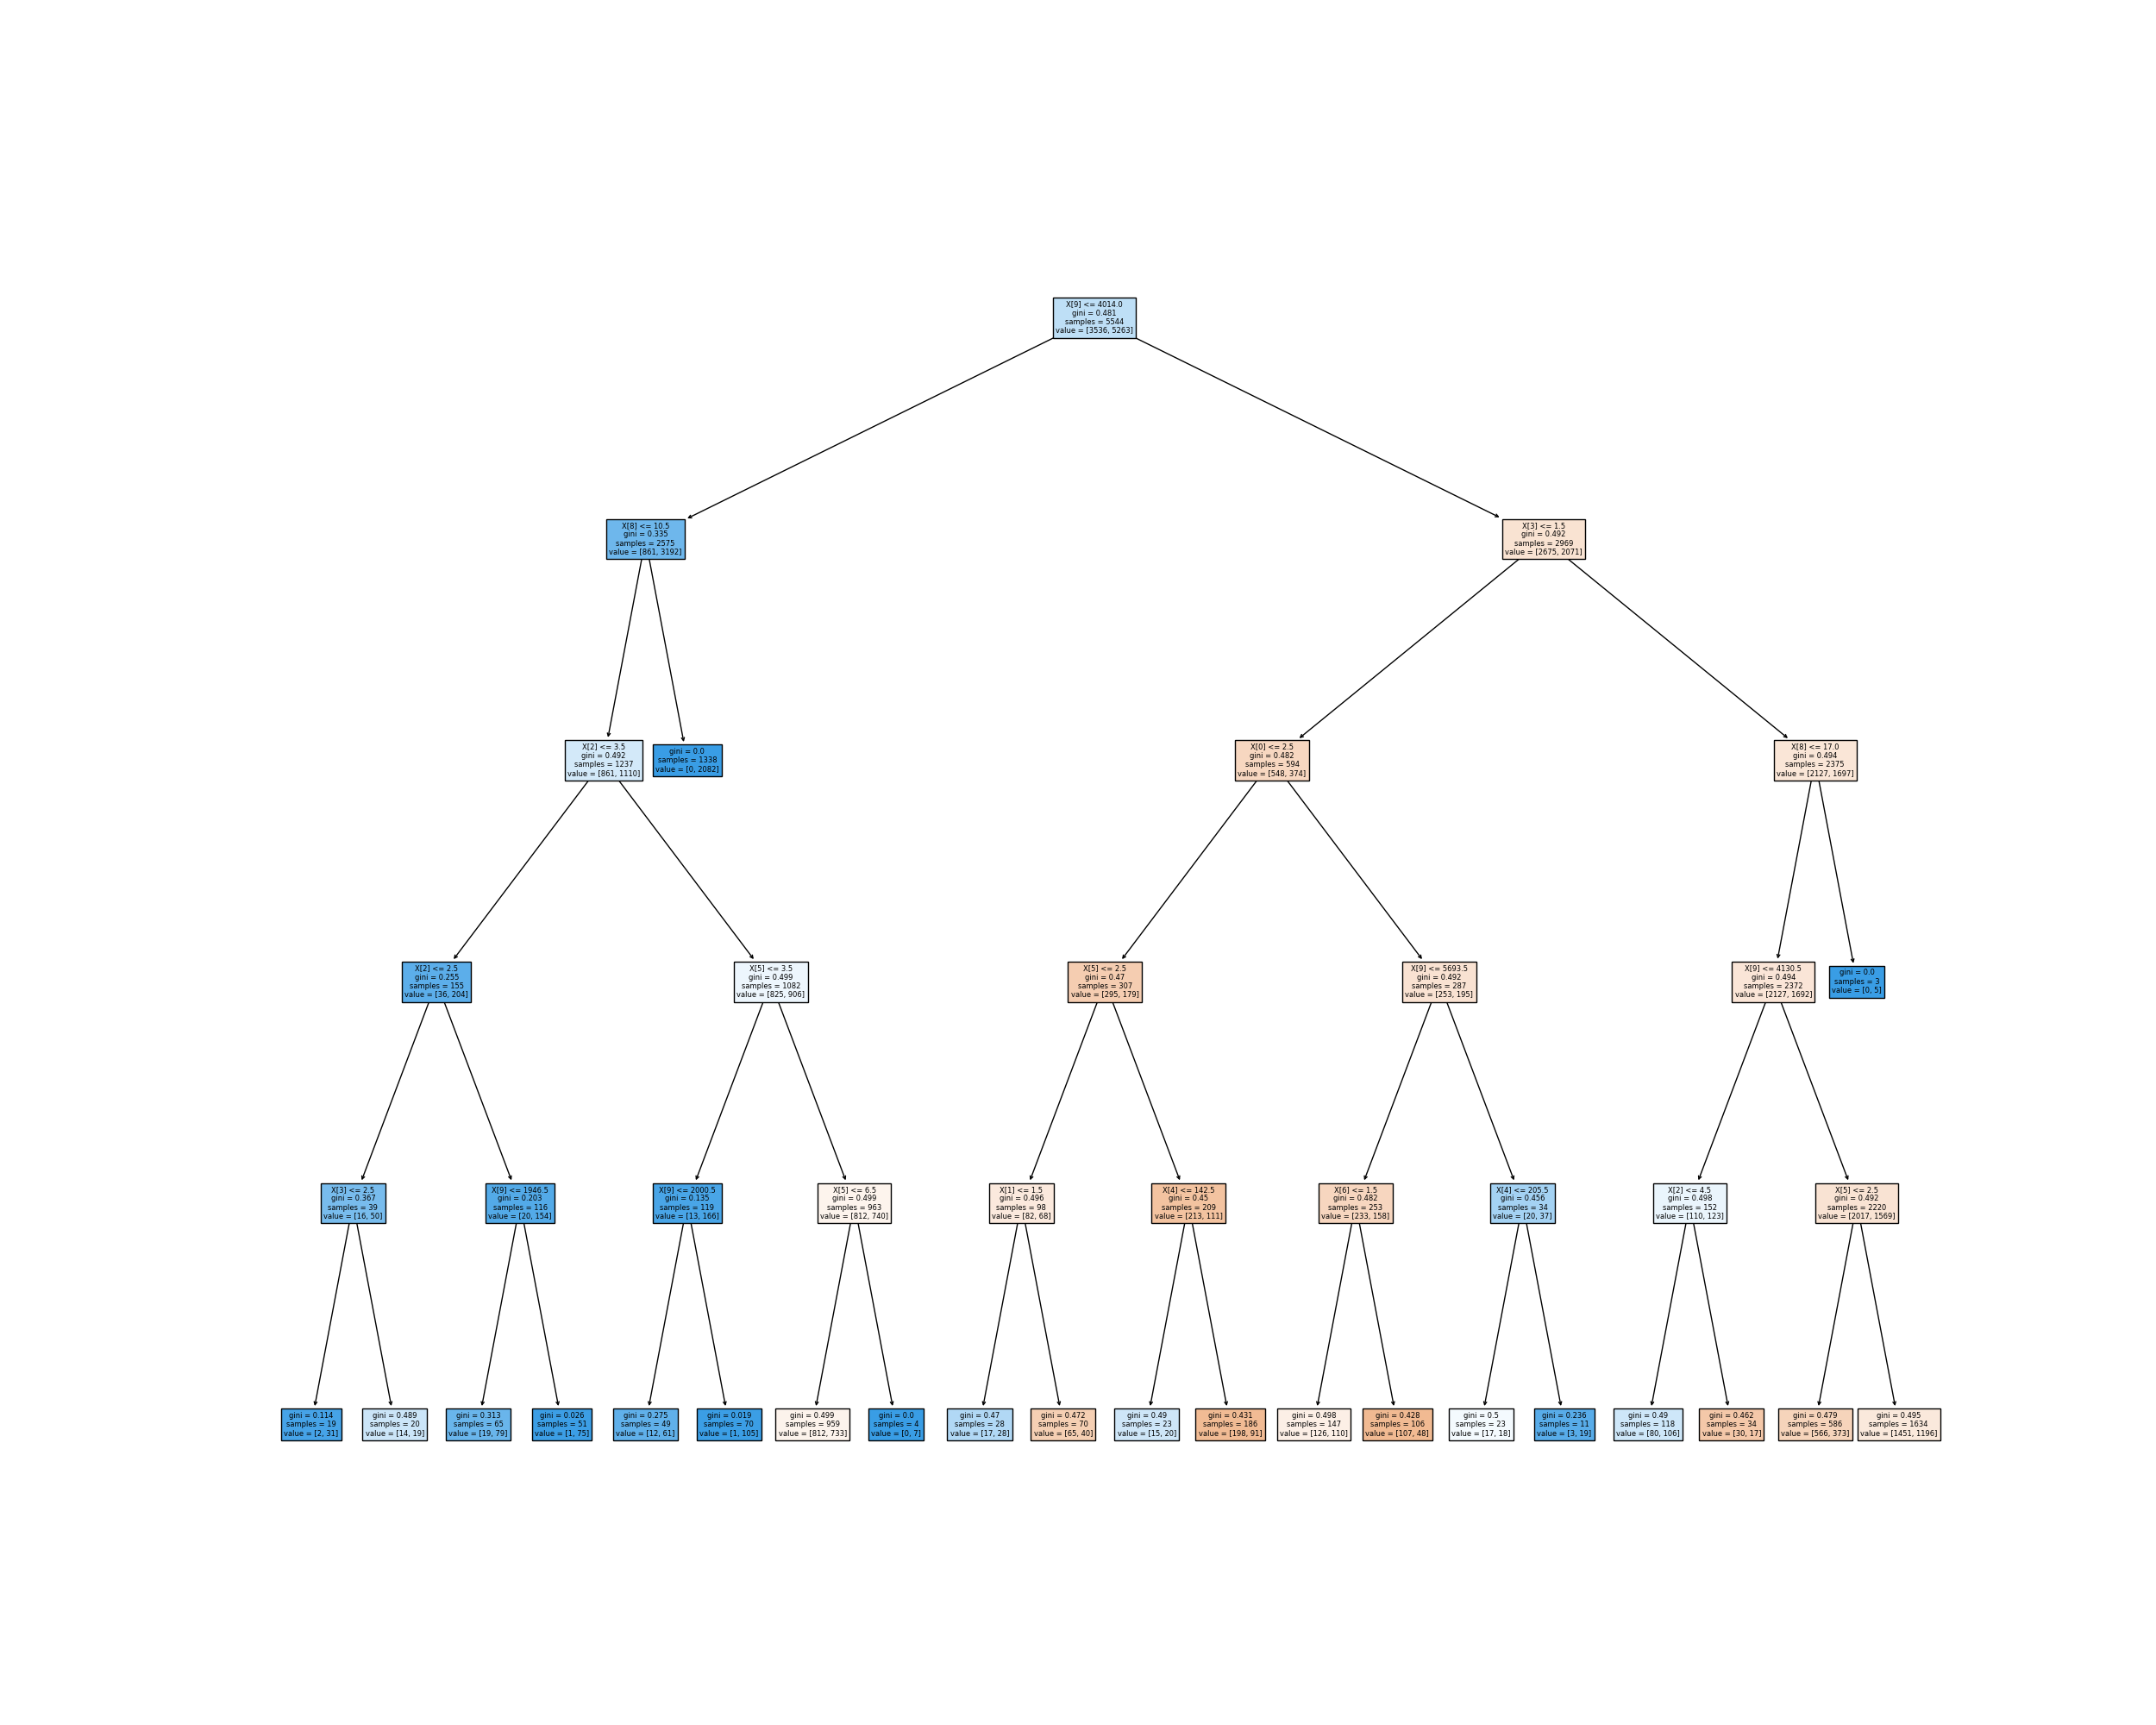 X[9] <= 4014.0
gini = 0.481
samples = 5544
value = [3536, 5263]
X[8] <= 10.5
gini = 0.335
samples = 2575
value = [861, 3192]
X[3] <= 1.5
gini = 0.492
samples = 2969
value = [2675, 2071]
X[2] <= 3.5
gini = 0.492
samples = 1237
value = [861, 1110]
gini = 0.0
samples = 1338
value = [0, 2082]
X[0] <= 2.5
gini = 0.482
samples = 594
value = [548, 374]
X[8] <= 17.0
gini = 0.494
samples = 2375
value = [2127, 1697]
X[2] <= 2.5
gini = 0.255
samples = 155
value = [36, 204]
X[5] <= 3.5
gini = 0.499
samples = 1082
value = [825, 906]
X[5] <= 2.5
gini = 0.47
samples = 307
value = [295, 179]
X[9] <= 5693.5
gini = 0.492
samples = 287
value = [253, 195]
X[9] <= 4130.5
gini = 0.494
samples = 2372
value = [2127, 1692]
gini = 0.0
samples = 3
value = [0, 5]
X[3] <= 2.5
gini = 0.367
samples = 39
value = [16, 50]
X[9] <= 1946.5
gini = 0.203
samples = 116
value = [20, 154]
X[9] <= 2000.5
gini = 0.135
samples = 119
value = [13, 166]
X[5] <= 6.5
gini = 0.499
samples = 963
value = [812, 740]
X[1] <= 1.5
gini = 0.496
samples = 98
value = [82, 68]
X[4] <= 142.5
gini = 0.45
samples = 209
value = [213, 111]
X[6] <= 1.5
gini = 0.482
samples = 253
value = [233, 158]
X[4] <= 205.5
gini = 0.456
samples = 34
value = [20, 37]
X[2] <= 4.5
gini = 0.498
samples = 152
value = [110, 123]
X[5] <= 2.5
gini = 0.492
samples = 2220
value = [2017, 1569]
gini = 0.114
samples = 19
value = [2, 31]
gini = 0.489
samples = 20
value = [14, 19]
gini = 0.313
samples = 65
value = [19, 79]
gini = 0.026
samples = 51
value = [1, 75]
gini = 0.275
samples = 49
value = [12, 61]
gini = 0.019
samples = 70
value = [1, 105]
gini = 0.499
samples = 959
value = [812, 733]
gini = 0.0
samples = 4
value = [0, 7]
gini = 0.47
samples = 28
value = [17, 28]
gini = 0.472
samples = 70
value = [65, 40]
gini = 0.49
samples = 23
value = [15, 20]
gini = 0.431
samples = 186
value = [198, 91]
gini = 0.498
samples = 147
value = [126, 110]
gini = 0.428
samples = 106
value = [107, 48]
gini = 0.5
samples = 23
value = [17, 18]
gini = 0.236
samples = 11
value = [3, 19]
gini = 0.49
samples = 118
value = [80, 106]
gini = 0.462
samples = 34
value = [30, 17]
gini = 0.479
samples = 586
value = [566, 373]
gini = 0.495
samples = 1634
value = [1451, 1196]